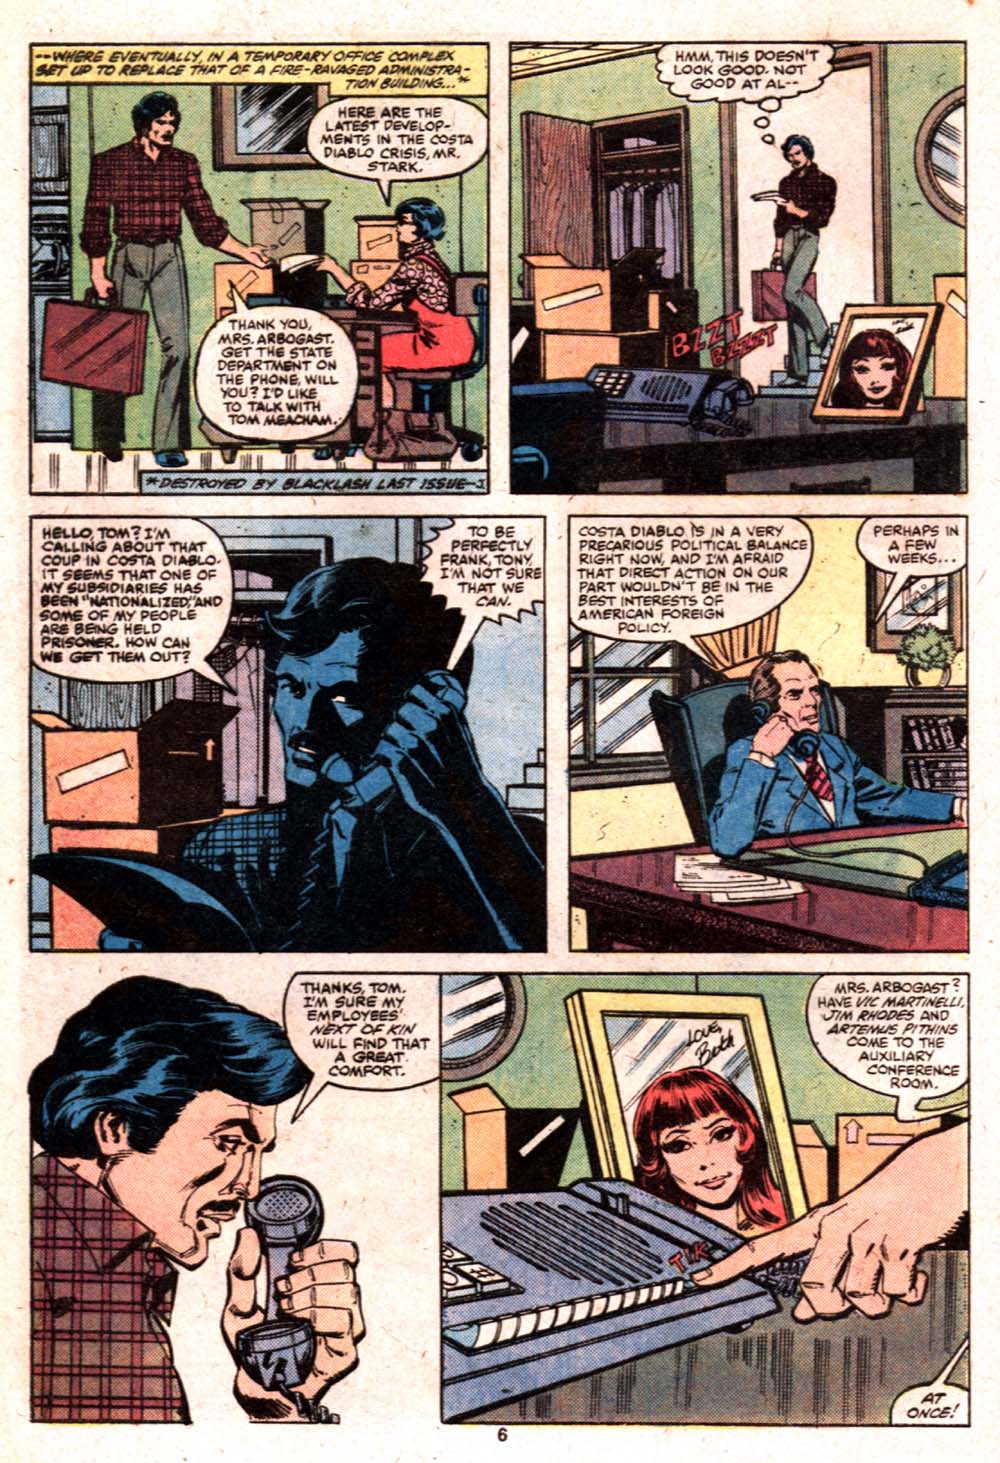 --WHERE EVENTUALLY, IN A TEMPORARY OFFICE COMPLEX
SET UP TO REPLACE THAT OF A FIRE-RAVAGED ADMINISTRA-
TION BUILDING...*
HERE ARE THE
LATEST DEVELOP-
MENTS IN THE COSTA
DIABLO CRISIS, MR.
STARK.
THANK YOU,
MRS. ARBOGAST.
GET THE STATE
DEPARTMENT ON
THE PHONE, WILL
YOU? I'D LIKE
TO TALK WITH
TOM MEACHAM.
*DESTROYED BY BLACKLASH LAST ISSUE--J.
HMM, THIS DOESN'T
LOOK GOOD. NOT
GOOD AT AL--
BZZT
BZZZT
HELLO, TOM? I'M
CALLING ABOUT THAT
COUP IN COSTA DIABLO.
IT SEEMS THAT ONE OF
MY SUBSIDIARIES HAS
BEEN "NATIONALIZED," AND
SOME OF MY PEOPLE
ARE BEING HELD
PRISONER. HOW CAN
WE GET THEM OUT?
TO BE
PERFECTLY
FRANK, TONY,
I'M NOT SURE
THAT WE
CAN.
COSTA DIABLO IS IN A VERY
PRECARIOUS POLITICAL BALANCE
RIGHT NOW, AND I'M AFRAID
THAT DIRECT ACTION ON OUR
PART WOULDN'T BE IN THE
BEST INTERESTS OF
AMERICAN FOREIGN
POLICY.
PERHAPS IN
A FEW
WEEKS...
THANKS, TOM.
I'M SURE MY
EMPLOYEES'
NEXT OF KIN
WILL FIND THAT
A GREAT
COMFORT.
MRS. ARBOGAST?
HAVE VIC MARTINELLI,
JIM RHODES AND
ARTEMUS PITHINS
COME TO THE
AUXILIARY
CONFERENCE
ROOM.
LOVE,
Beth
TIK
AT
ONCE!
6